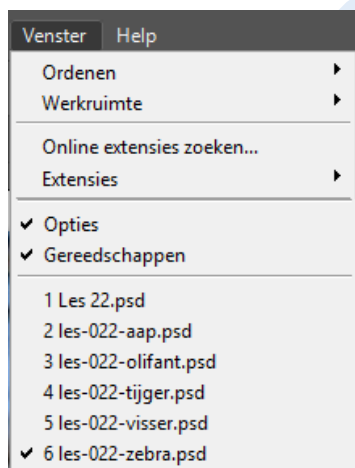 Venster Help
Ordenen
Werkruimte
Online extensies zoeken...
Extensies
Opties
Gereedschappen
1 Les 22.psd
2 les-022-aap.psd
3 les-022-olifant.psd
4 les-022-tijger.psd
5 les-022-visser.psd
6 les-022-zebra.psd